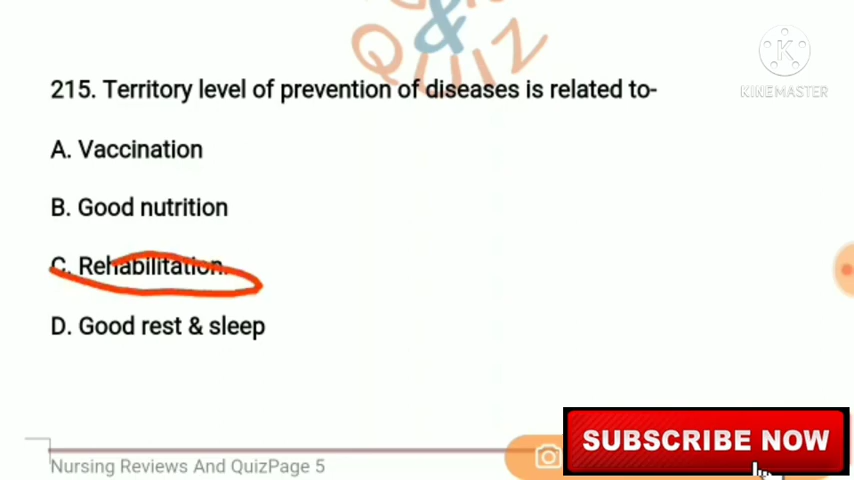 & QUIZ
KINEMASTER
215. Territory level of prevention of diseases is related to-
A. Vaccination
B. Good nutrition
C. Rehabilitation.
D. Good rest & sleep
SUBSCRIBE NOW
Nursing Reviews And QuizPage 5